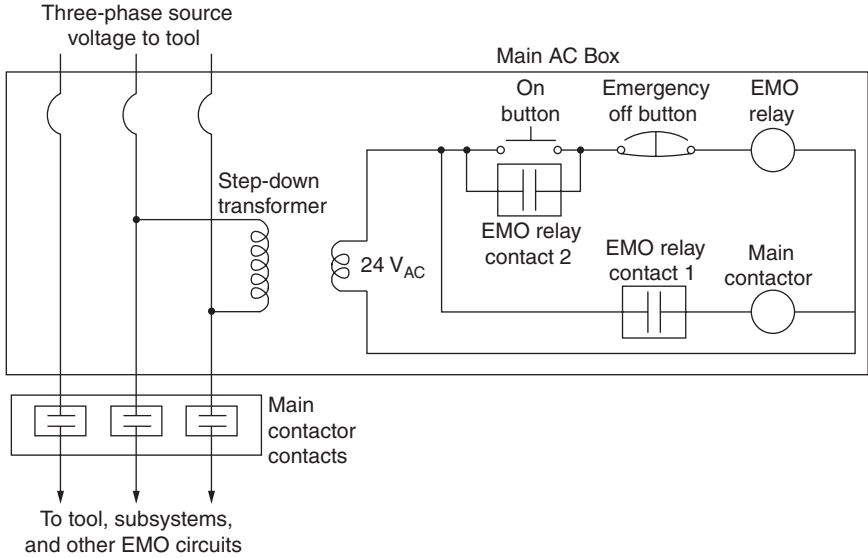 Three-phase source
voltage to tool
Main AC Box
On
button
Emergency
off button
EMO
relay
Step-down
transformer
24 V_AC
EMO relay
contact 2
EMO relay
contact 1
Main
contactor
Main
contactor
contacts
To tool, subsystems,
and other EMO circuits